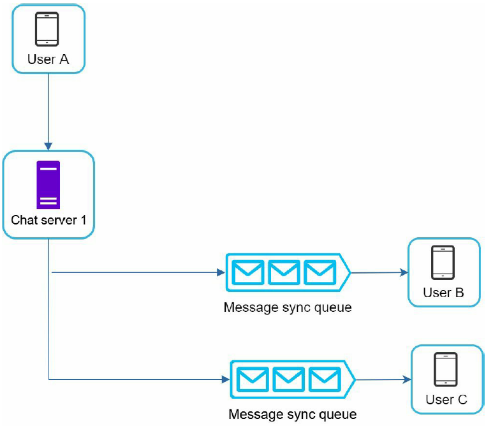 User A
Chat server 1
Message sync queue
User B
Message sync queue
User C